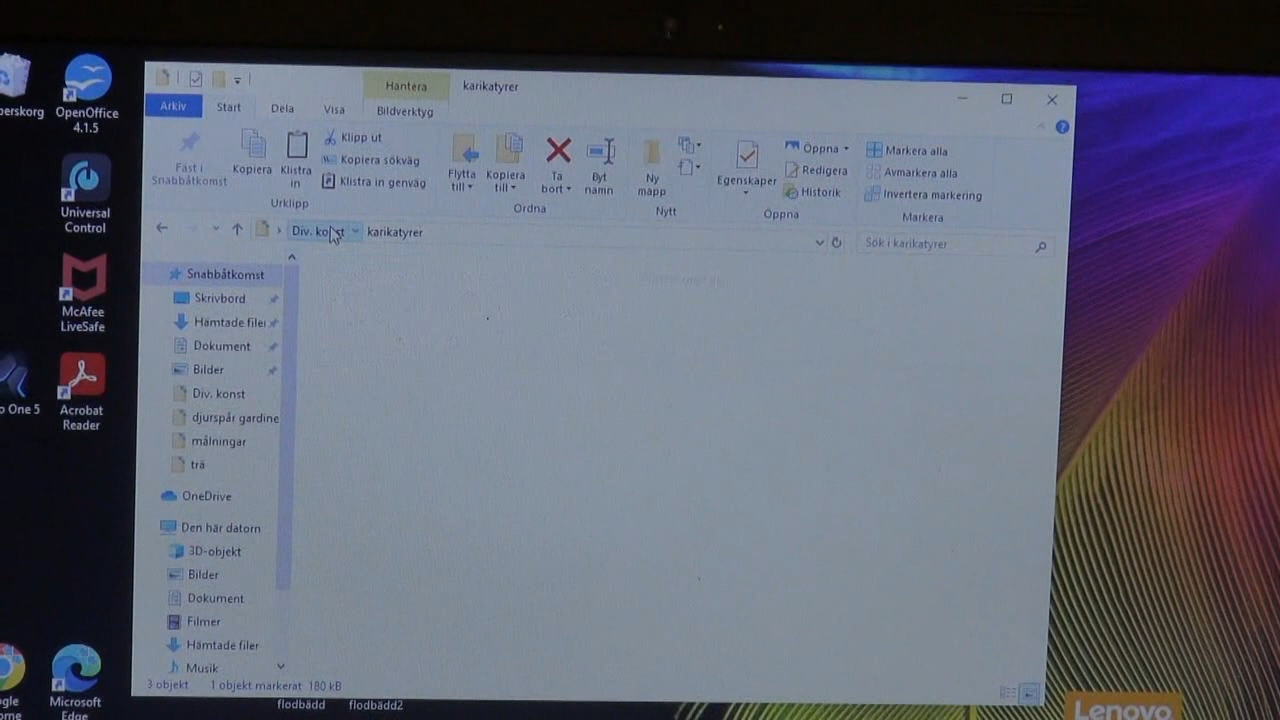 Hantera
karikatyrer
Arkiv
Start
Dela
Visa
Bildverktyg
Fäst i
Snabbåtkomst
Kopiera
Klistra
in
Klipp ut
Kopiera sökväg
Klistra in genväg
Urklipp
Flytta
till
Kopiera
till
Ta
bort
Byt
namn
Ordna
Ny
mapp
Nytt
Egenskaper
Öppna
Redigera
Historik
Öppna
Markera alla
Avmarkera alla
Invertera markering
Markera
Div. konst
karikatyrer
Sök i karikatyrer
Snabbåtkomst
Skrivbord
Hämtade filer
Dokument
Bilder
Div. konst
djurspår gardine
målningar
trä
OneDrive
Den här datorn
3D-objekt
Bilder
Dokument
Filmer
Hämtade filer
Musik
3 objekt
1 objekt markerat 180 kB
perskorg
OpenOffice
4.1.5
Universal
Control
McAfee
LiveSafe
o One 5
Acrobat
Reader
Microsoft
Edge
flodbädd
flodbädd2
Lenovo